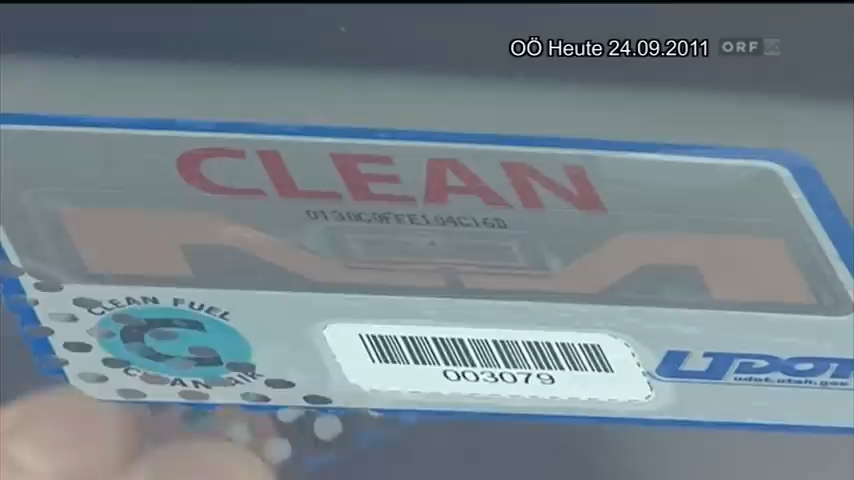 OÖ Heute 24.09.2011 ORF
CLEAN
0130C9FFE104C16D
CLEAN FUEL
CLEAN AIR
003079
UDOT
udot.utah.gov